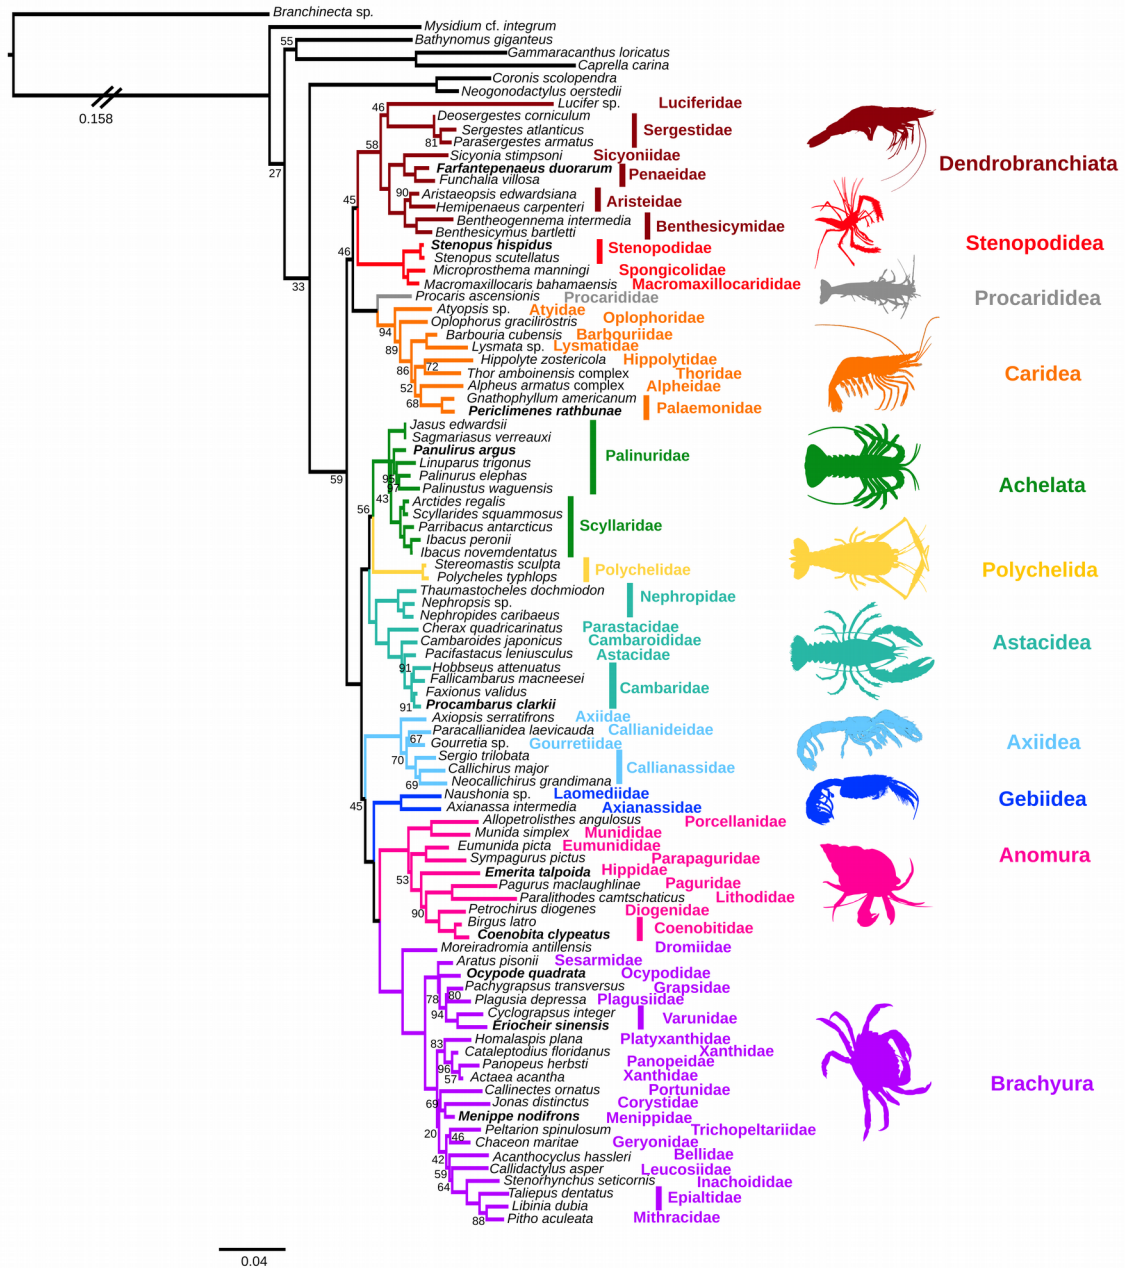 Branchinecta sp.
Mysidium cf. integrum
55 Bathynomus giganteus
Gammaracanthus loricatus
Caprella carina
Coronis scolopendra
Neogonodactylus oerstedii
0.158
46 Lucifer sp. Luciferidae
Deosergestes corniculum
Sergestes atlanticus Sergestidae
81 Parasergestes armatus
58
Sicyonia stimpsoni Sicyoniidae
Dendrobranchiata
Farfantepenaeus duorarum Penaeidae
27
Funchalia villosa
90 Aristaeopsis edwardsiana Aristeidae
45
Hemipenaeus carpenteri
Bentheogennema intermedia Benthesicymidae
Benthesicymus bartletti
46 Stenopus hispidus Stenopodidae Stenopodidea
Stenopus scutellatus
Microprosthema manningi Spongicolidae
33 Macromaxillocaris bahamaensis Macromaxillocarididae
Procaris ascensionis Procarididae Procarididea
Atyopsis sp. Atyidae
94 Oplophorus gracilirostris Oplophoridae
Barbouria cubensis Barbouriidae
89 Lysmata sp. Lysmatidae
Hippolyte zostericola Hippolytidae
86 72 Thor amboinensis complex Thoridae Caridea
52 Alpheus armatus complex Alpheidae
68 Gnathophyllum americanum Palaemonidae
Periclimenes rathbunae
Jasus edwardsii
Sagmariasus verreauxi
Panulirus argus Palinuridae
Linuparus trigonus
59 95 Palinurus elephas Achelata
97 Palinustus waguensis
43 Arctides regalis
56 Scyllarides squammosus
Parribacus antarcticus Scyllaridae
Ibacus peronii
Ibacus novemdentatus
Stereomastis sculpta Polychelidae Polychelida
Polycheles typhlops
Thaumastocheles dochmiodon Nephropidae
Nephropsis sp.
Nephropides caribaeus
Cherax quadricarinatus Parastacidae
Cambaroides japonicus Cambaroididae Astacidea
Pacifastacus leniusculus Astacidae
91 Hobbseus attenuatus
Fallicambarus macneesei Cambaridae
Faxonius validus
91 Procambarus clarkii
Axiopsis serratifrons Axiidae
Paracallianidea laevicauda Callianideidae
67 Gourretia sp. Gourretiidae Axiidea
70 Sergio trilobata
Callichirus major Callianassidae
69 Neocallichirus grandimana
Naushonia sp. Laomediidae Gebiidea
45 Axianassa intermedia Axianassidae
Allopetrolisthes angulosus Porcellanidae
Munida simplex Munididae
Eumunida picta Eumunididae
Sympagurus pictus Parapaguridae Anomura
Emerita talpoida Hippidae
53 Pagurus maclaughlinae Paguridae
Paralithodes camtschaticus Lithodidae
90 Petrochirus diogenes Diogenidae
Birgus latro Coenobitidae
Coenobita clypeatus
Moreiradromia antillensis Dromiidae
Aratus pisonii Sesarmidae
Ocypode quadrata Ocypodidae
Pachygrapsus transversus Grapsidae
78 80 Plagusia depressa Plagusiidae
94 Cyclograpsus integer Varunidae
Eriocheir sinensis
83 Homalaspis plana Platyxanthidae
Cataleptodius floridanus Xanthidae
96 Panopeus herbsti Panopeidae
57 Actaea acantha Xanthidae
Brachyura
Callinectes ornatus Portunidae
69 Jonas distinctus Corystidae
Menippe nodifrons Menippidae
20 Peltarion spinulosum Trichopeltariidae
46 Chaceon maritae Geryonidae
42 Acanthocyclus hassleri Bellidae
59 Callidactylus asper Leucosiidae
64 Stenorhynchus seticornis Inachoididae
Taliepus dentatus Epialtidae
Libinia dubia
88 Pitho aculeata Mithracidae
0.04